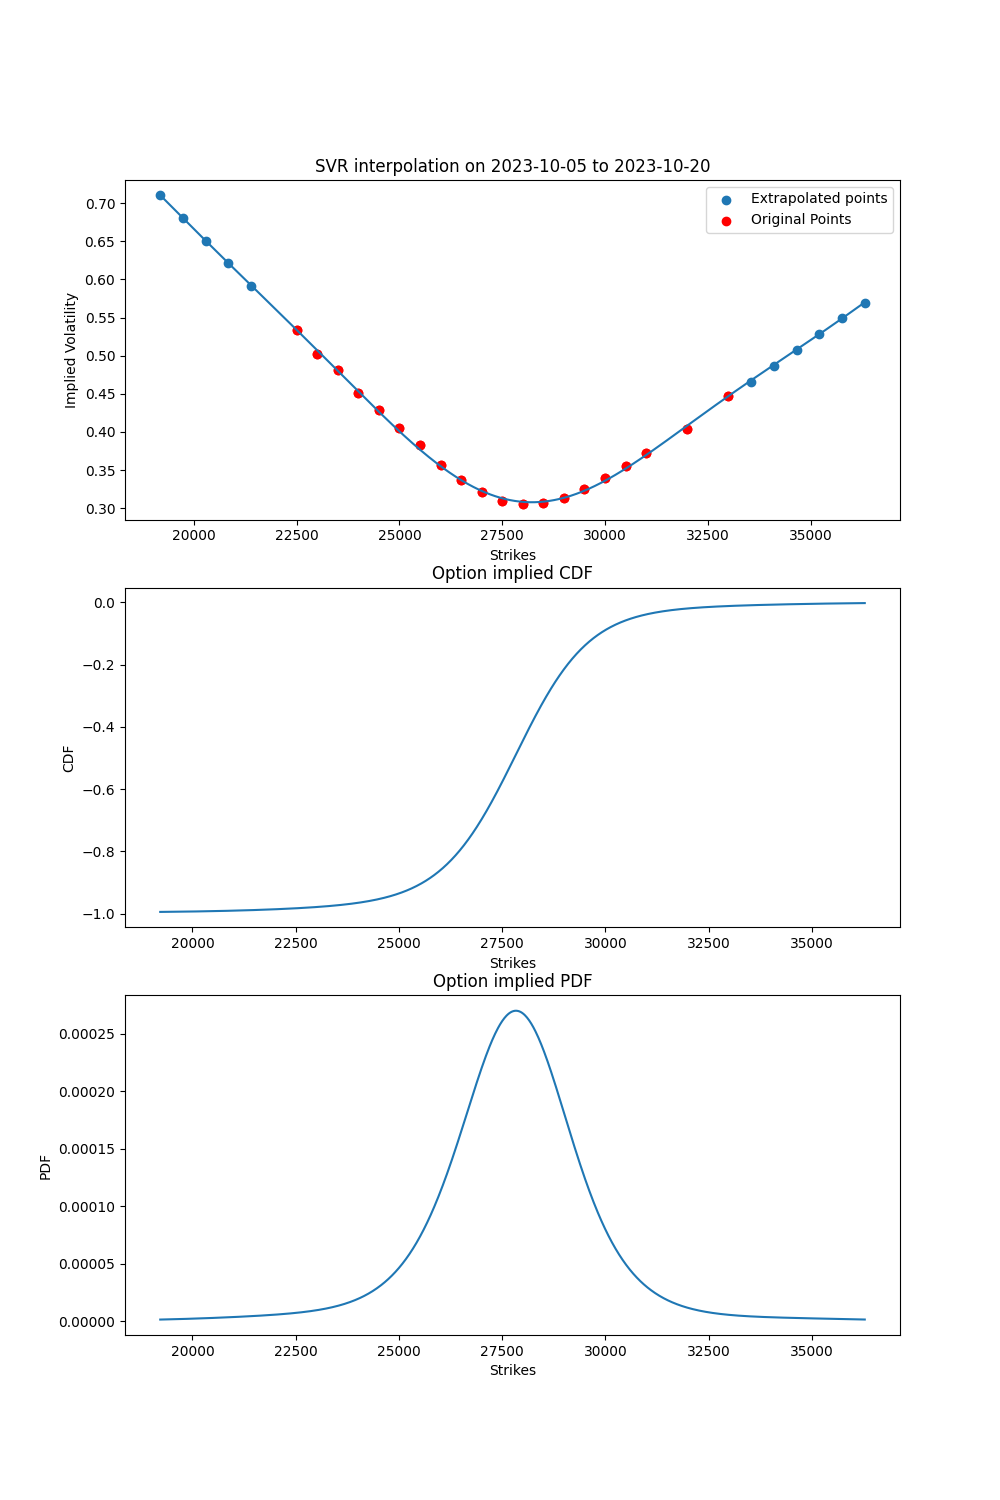 SVR interpolation on 2023-10-05 to 2023-10-20
Extrapolated points
Original Points
Implied Volatility
0.70
0.65
0.60
0.55
0.50
0.45
0.40
0.35
0.30
20000 22500 25000 27500 30000 32500 35000
Strikes
Option implied CDF
CDF
0.0
−0.2
−0.4
−0.6
−0.8
−1.0
20000 22500 25000 27500 30000 32500 35000
Strikes
Option implied PDF
PDF
0.00025
0.00020
0.00015
0.00010
0.00005
0.00000
20000 22500 25000 27500 30000 32500 35000
Strikes